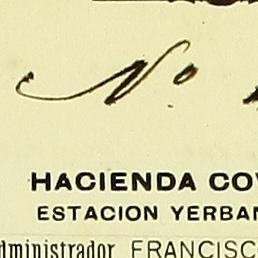 Nº
HACIENDA CO
ESTACION YERBA
dministrador FRANCISC